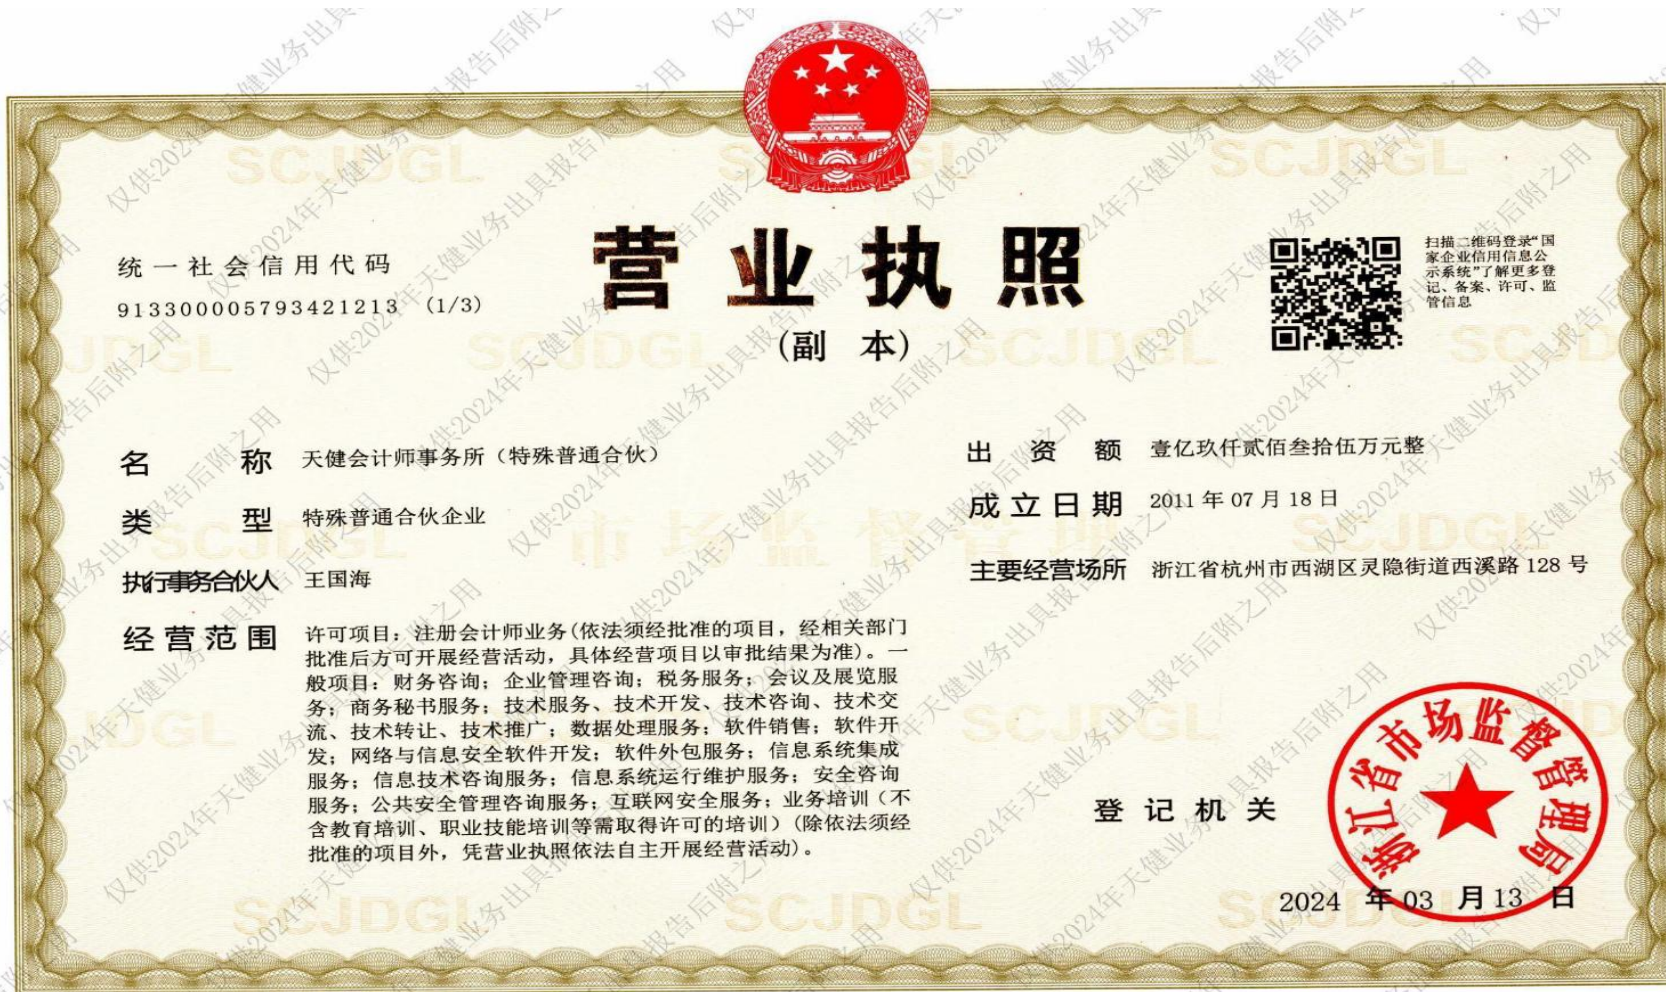 营业执照
(副 本)
统一社会信用代码
913300005793421213 (1/3)
扫描二维码登录“国
家企业信用信息公
示系统”了解更多登
记、备案、许可、监
管信息
名 称 天健会计师事务所（特殊普通合伙）
类 型 特殊普通合伙企业
执行事务合伙人 王国海
经营范围 许可项目：注册会计师业务(依法须经批准的项目，经相关部门
批准后方可开展经营活动，具体经营项目以审批结果为准)。一
般项目：财务咨询；企业管理咨询；税务服务；会议及展览服
务；商务秘书服务；技术服务、技术开发、技术咨询、技术交
流、技术转让、技术推广；数据处理服务；软件销售；软件开
发；网络与信息安全软件开发；软件外包服务；信息系统集成
服务；信息技术咨询服务；信息系统运行维护服务；安全咨询
服务；公共安全管理咨询服务；互联网安全服务；业务培训（不
含教育培训、职业技能培训等需取得许可的培训）(除依法须经
批准的项目外，凭营业执照依法自主开展经营活动)。
出 资 额 壹亿玖仟贰佰叁拾伍万元整
成立日期 2011年07月18日
主要经营场所 浙江省杭州市西湖区灵隐街道西溪路128号
登记机关
浙江省市场监督管理局
2024 年03 月13 日
SCJDGL
市场监督管理
仅供2024年天健业务出具报告后附之用